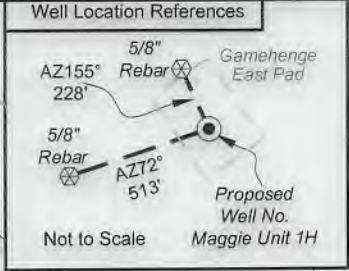 Well Location References
5/8"
Rebar
Gamehenge
East Pad
AZ155°
228'
5/8"
Rebar
AZ72°
513'
Proposed
Well No.
Maggie Unit 1H
Not to Scale